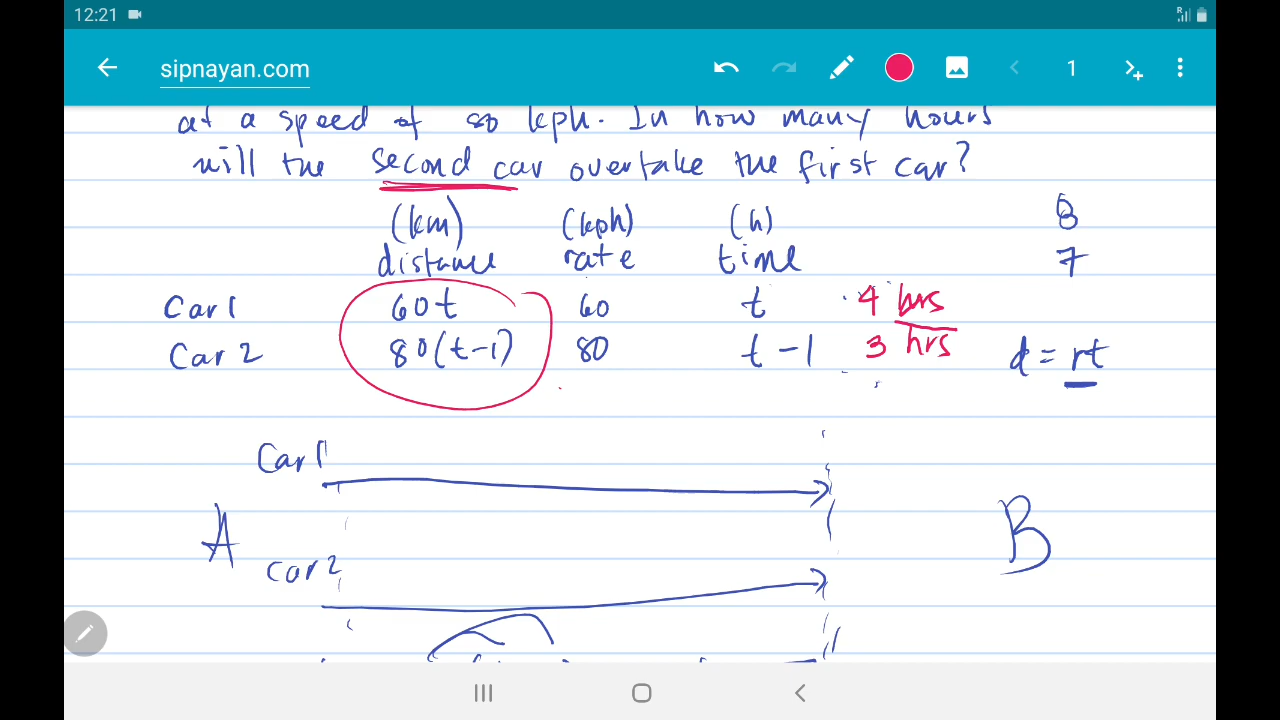 12:21
sipnayan.com
1
at a speed of 80 kph. In how many hours
will the second car overtake the first car?
(km) (kph) (h) 8
distance rate time 7
Car 1 60t 60 t 4 hrs
Car 2 80(t-1) 80 t-1 3 hrs d = rt
Car 1
A B
car 2